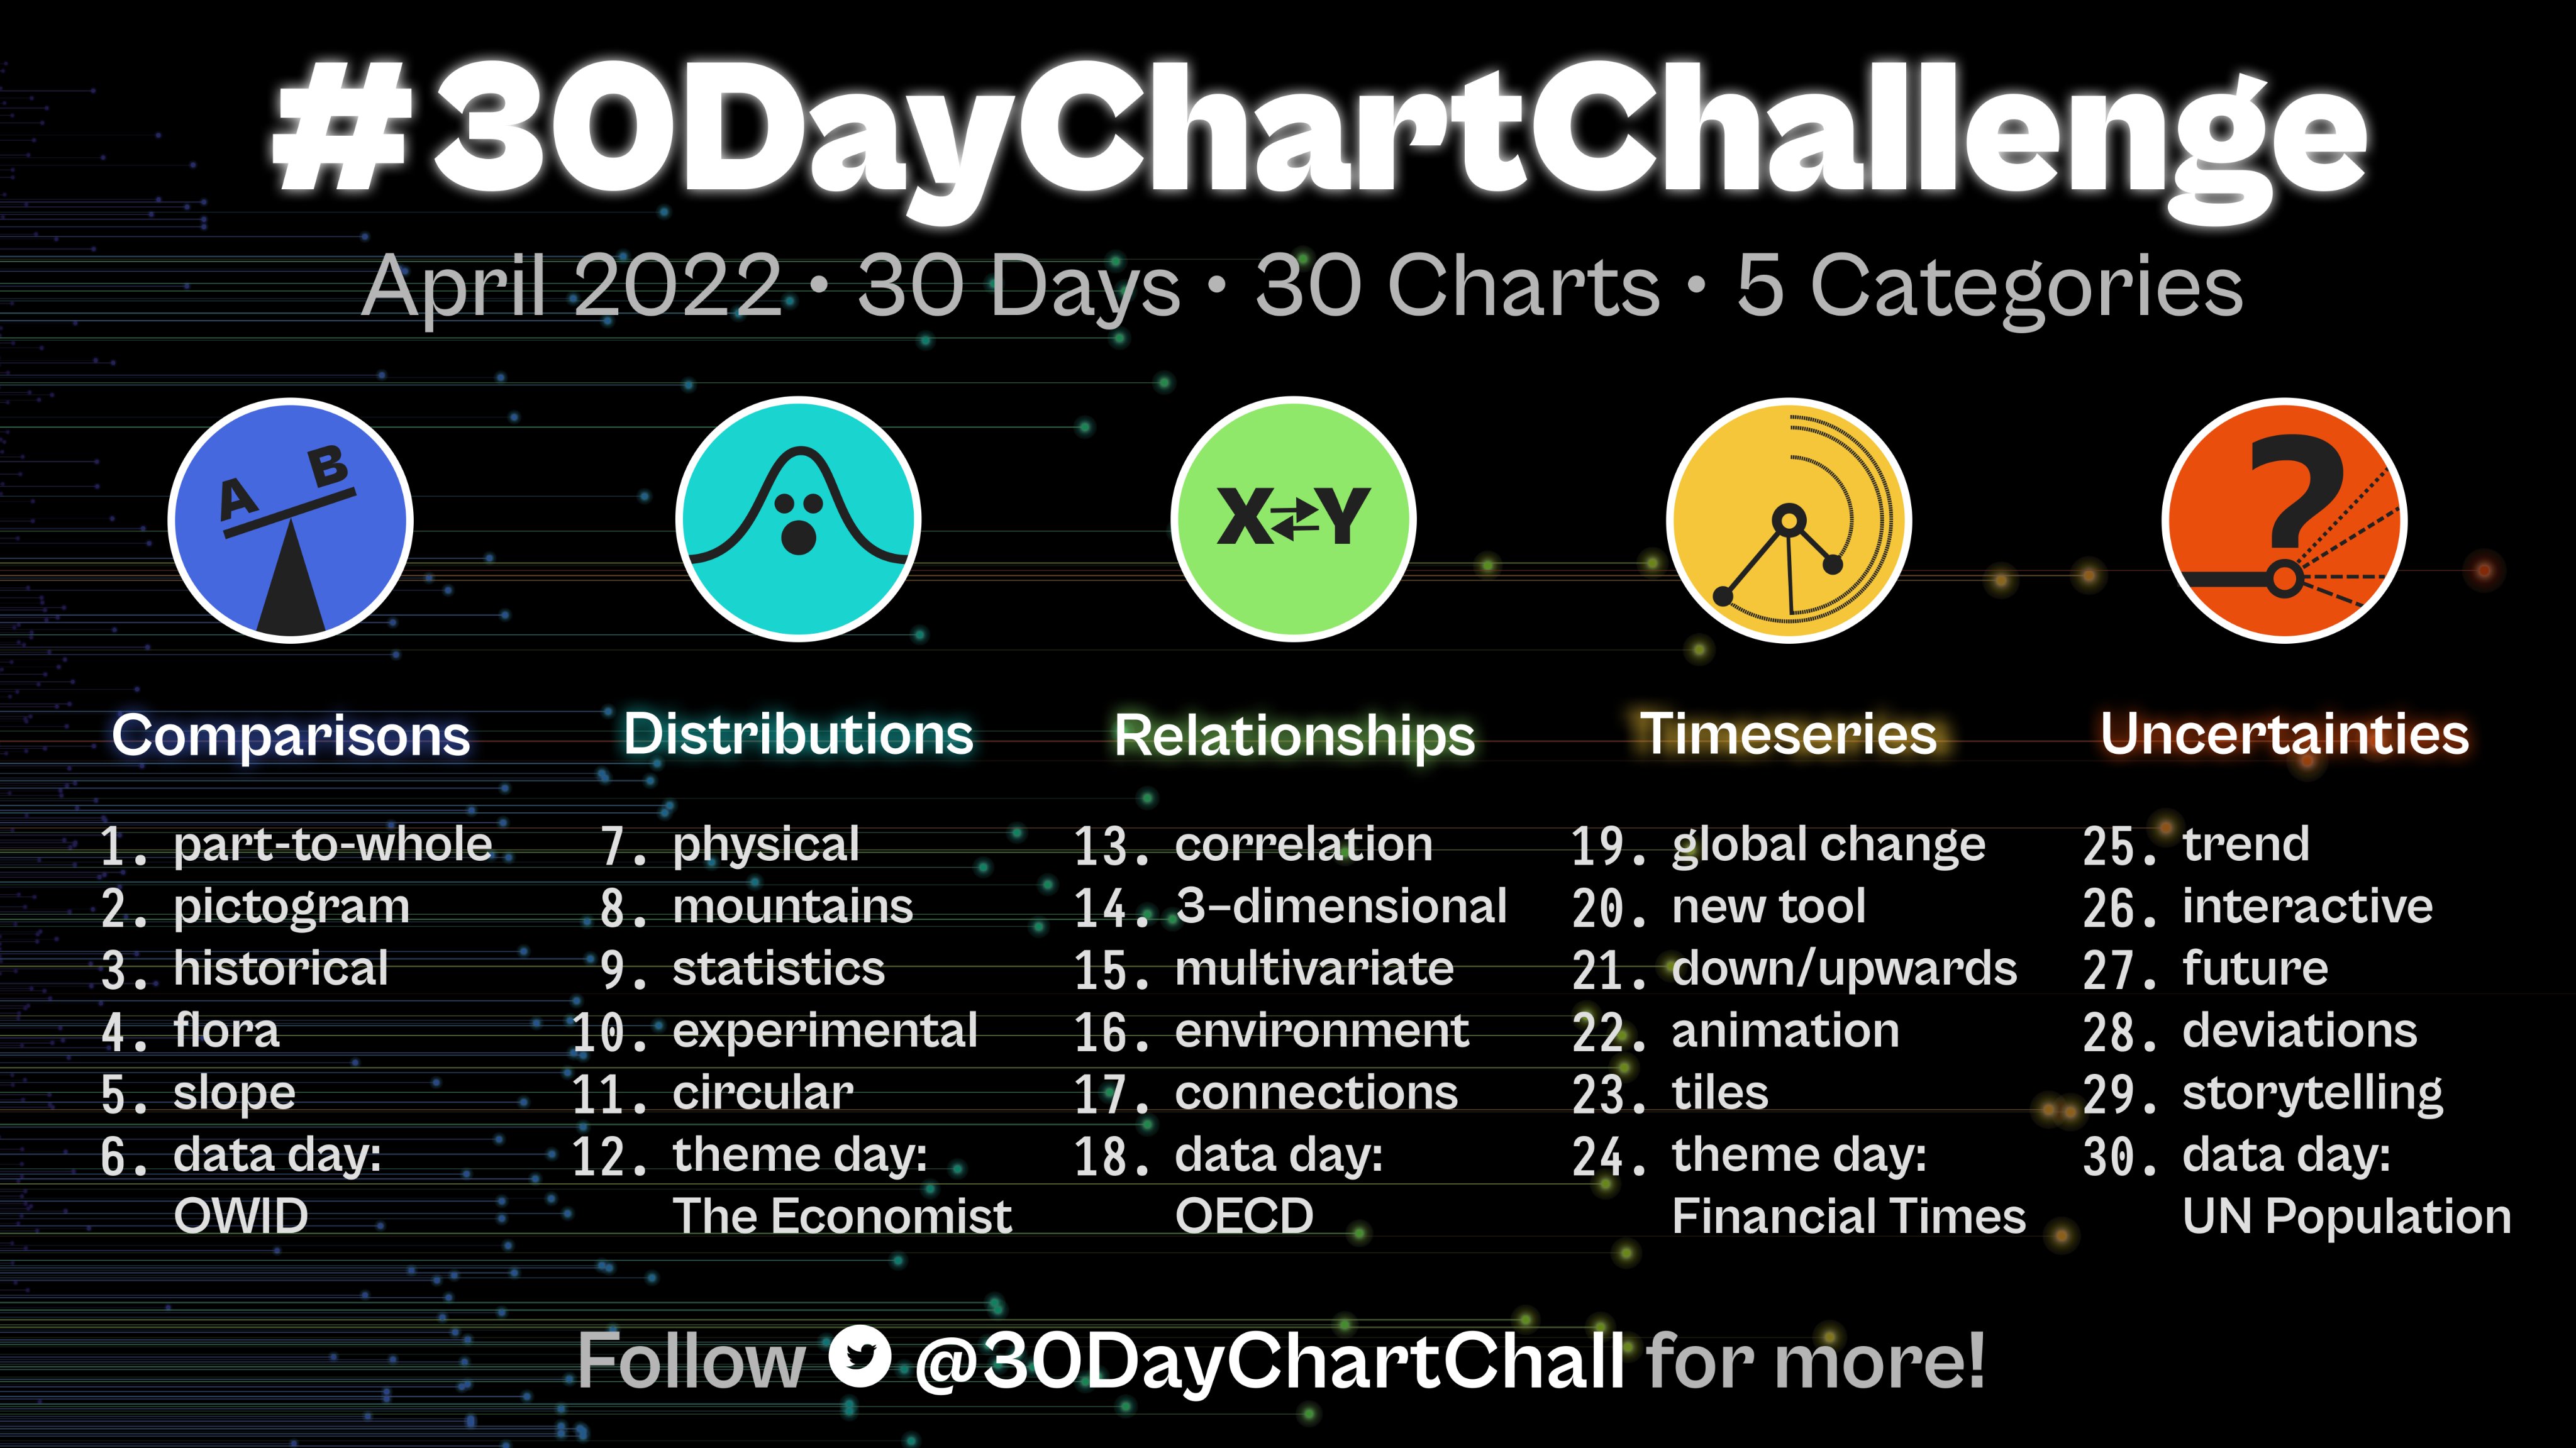 #30DayChartChallenge
April 2022 • 30 Days • 30 Charts • 5 Categories
A B
X⇄Y
?
Comparisons
1. part-to-whole
2. pictogram
3. historical
4. flora
5. slope
6. data day:
OWID
Distributions
7. physical
8. mountains
9. statistics
10. experimental
11. circular
12. theme day:
The Economist
Relationships
13. correlation
14. 3–dimensional
15. multivariate
16. environment
17. connections
18. data day:
OECD
Timeseries
19. global change
20. new tool
21. down/upwards
22. animation
23. tiles
24. theme day:
Financial Times
Uncertainties
25. trend
26. interactive
27. future
28. deviations
29. storytelling
30. data day:
UN Population
Follow @30DayChartChall for more!